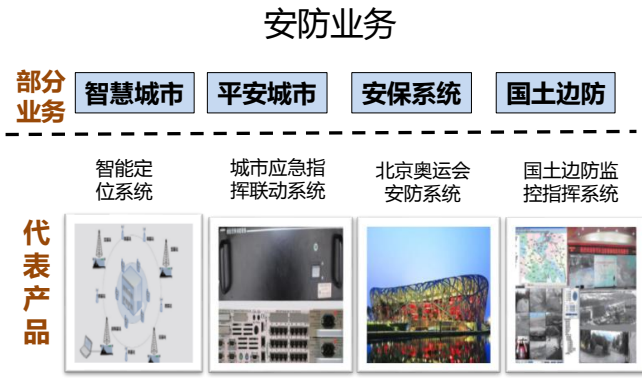 安防业务
部分
业务
智慧城市
平安城市
安保系统
国土边防
智能定
位系统
城市应急指
挥联动系统
北京奥运会
安防系统
国土边防监
控指挥系统
代
表
产
品